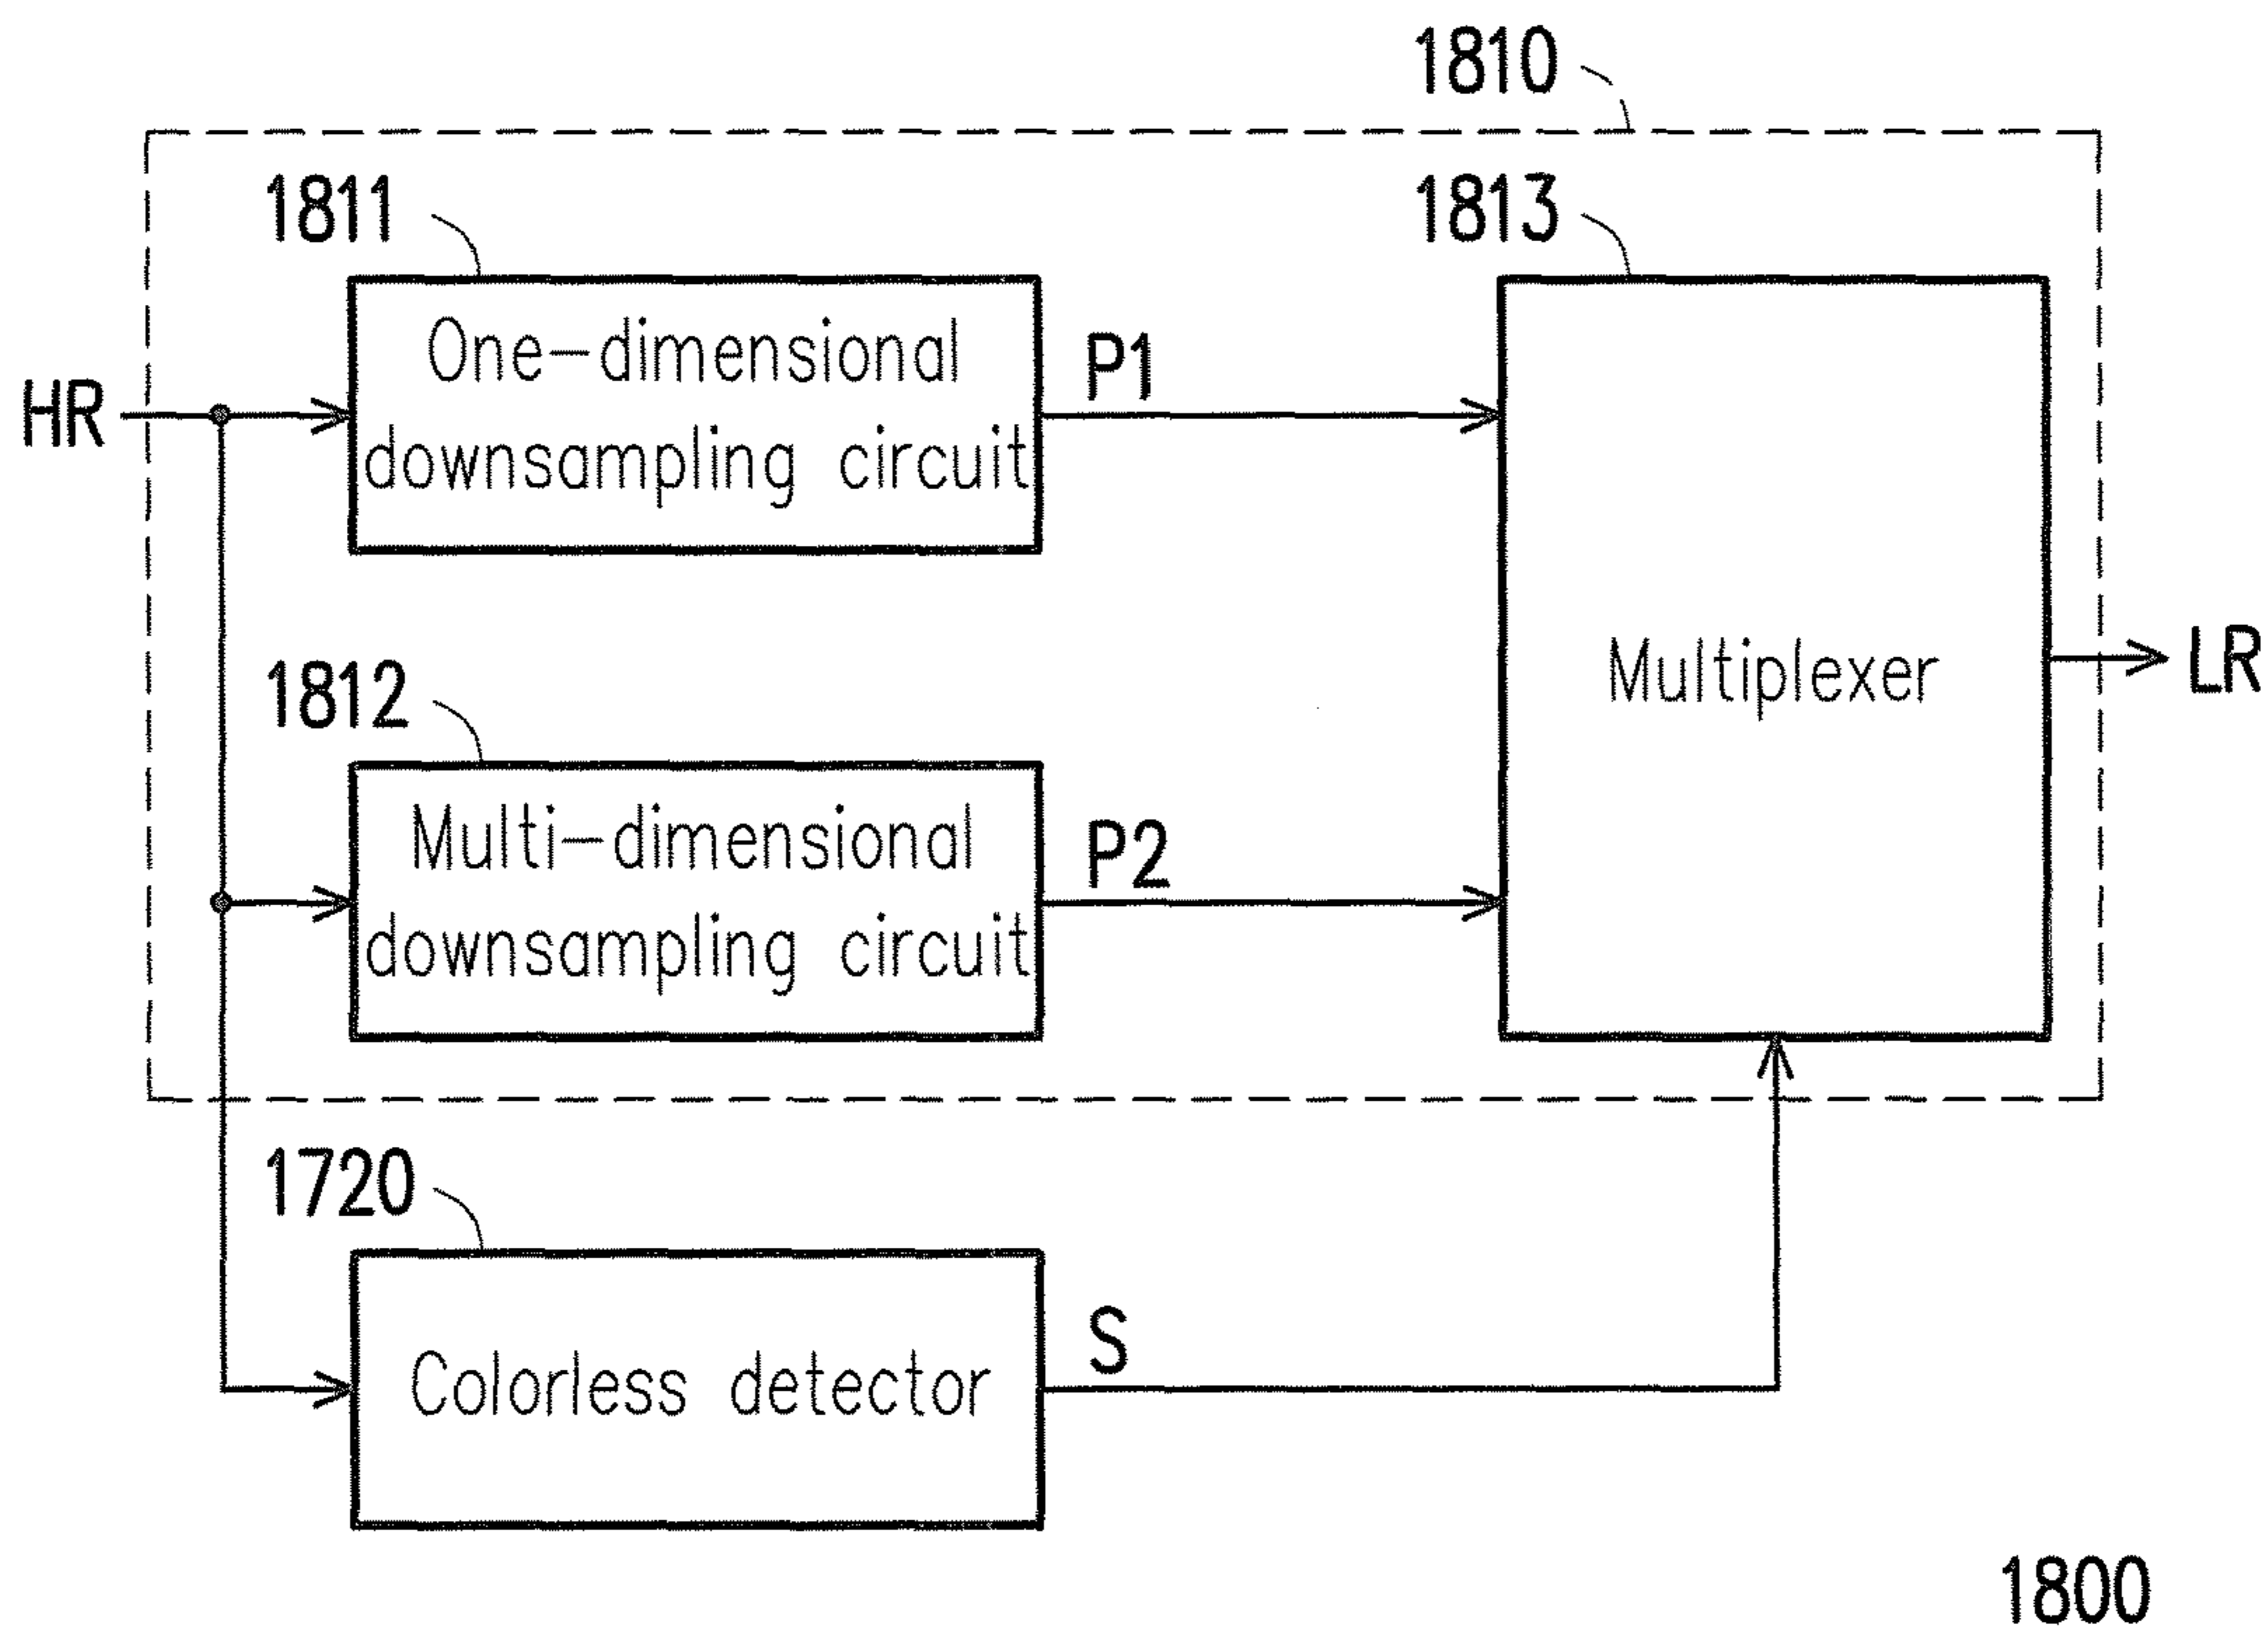 1810
1811
1813
One-dimensional
downsampling circuit
P1
HR
Multiplexer
LR
1812
Multi-dimensional
downsampling circuit
P2
1720
Colorless detector
S
1800